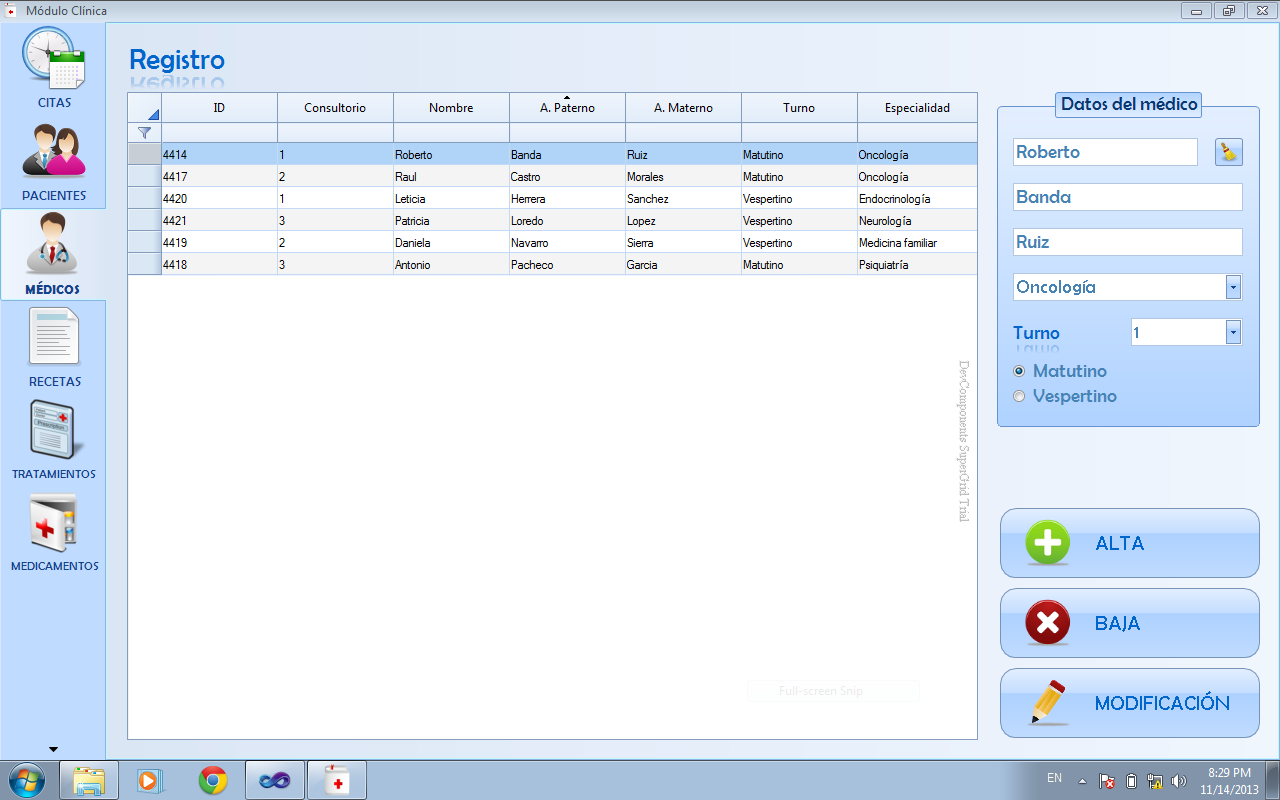 Módulo Clínica
CITAS
PACIENTES
MÉDICOS
RECETAS
Prescription
TRATAMIENTOS
MEDICAMENTOS
Registro
ID Consultorio Nombre A. Paterno A. Materno Turno Especialidad
4414 1 Roberto Banda Ruiz Matutino Oncología
4417 2 Raul Castro Morales Matutino Oncología
4420 1 Leticia Herrera Sanchez Vespertino Endocrinología
4421 3 Patricia Loredo Lopez Vespertino Neurología
4419 2 Daniela Navarro Sierra Vespertino Medicina familiar
4418 3 Antonio Pacheco Garcia Matutino Psiquiatría
DevComponents SuperGrid Trial
Full-screen Snip
Datos del médico
Roberto
Banda
Ruiz
Oncología
Turno 1
Matutino
Vespertino
ALTA
BAJA
MODIFICACIÓN
EN
8:29 PM
11/14/2013